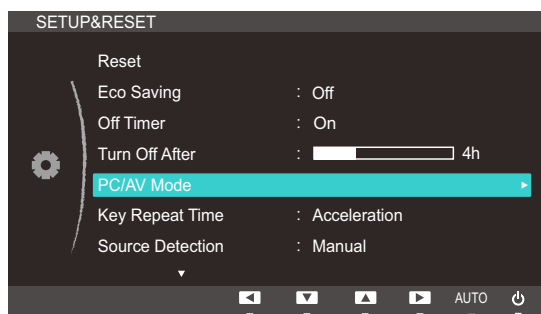 SETUP&RESET
Reset
Eco Saving : Off
Off Timer : On
Turn Off After : 4h
PC/AV Mode
Key Repeat Time : Acceleration
Source Detection : Manual
AUTO